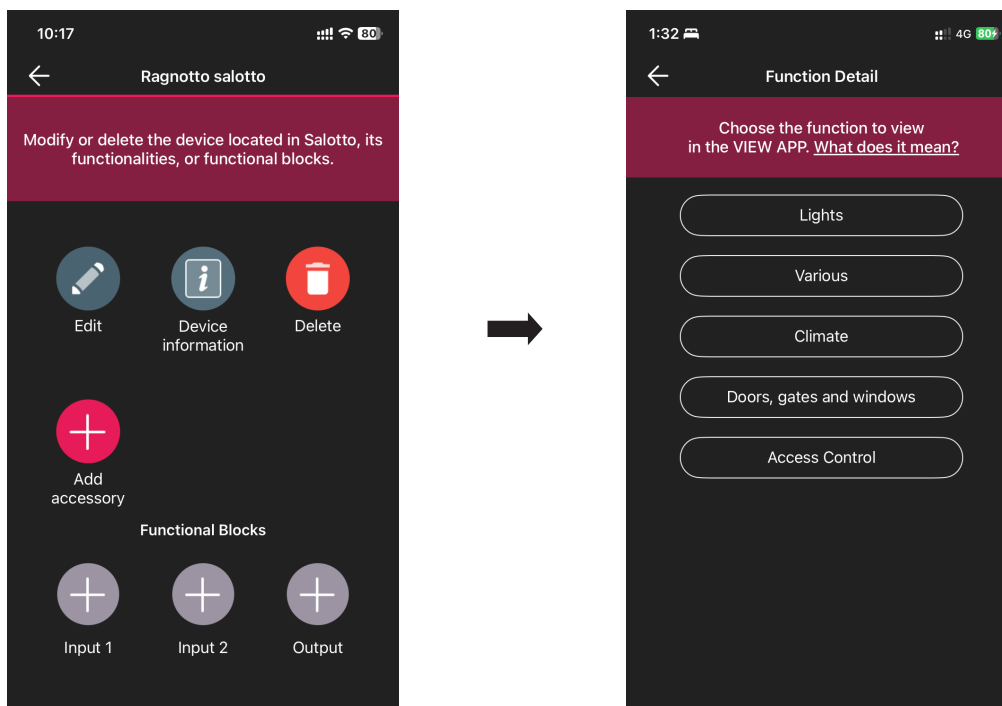 10:17
80
Ragnotto salotto
Modify or delete the device located in Salotto, its
functionalities, or functional blocks.
Edit
Device
information
Delete
Add
accessory
Functional Blocks
Input 1
Input 2
Output
1:32
4G
80
Function Detail
Choose the function to view
in the VIEW APP. What does it mean?
Lights
Various
Climate
Doors, gates and windows
Access Control